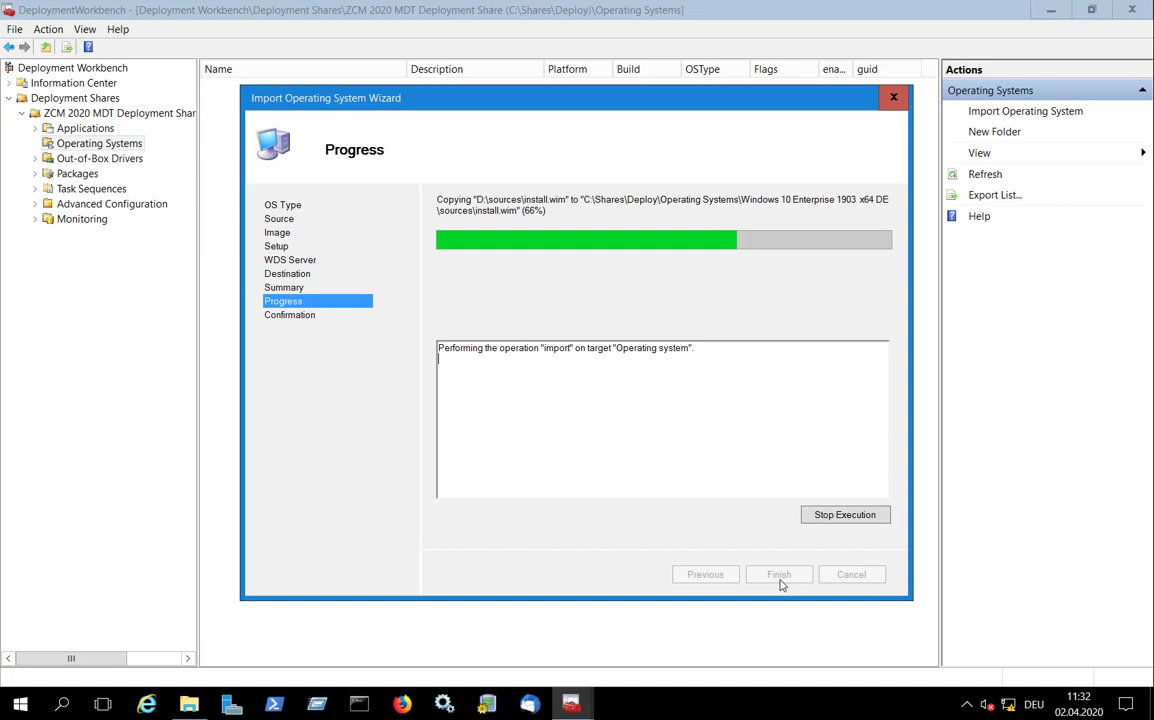 DeploymentWorkbench - [Deployment Workbench\Deployment Shares\ZCM 2020 MDT Deployment Share (C:\Shares\Deploy)\Operating Systems]
File Action View Help
Deployment Workbench
Information Center
Deployment Shares
ZCM 2020 MDT Deployment Shar
Applications
Operating Systems
Out-of-Box Drivers
Packages
Task Sequences
Advanced Configuration
Monitoring
Name Description Platform Build OSType Flags ena... guid
Import Operating System Wizard
Progress
OS Type
Source
Image
Setup
WDS Server
Destination
Summary
Progress
Confirmation
Copying "D:\sources\install.wim" to "C:\Shares\Deploy\Operating Systems\Windows 10 Enterprise 1903 x64 DE
\sources\install.wim" (66%)
Performing the operation "import" on target "Operating system".
Stop Execution
Previous Finish Cancel
Actions
Operating Systems
Import Operating System
New Folder
View
Refresh
Export List...
Help
DEU
11:32
02.04.2020